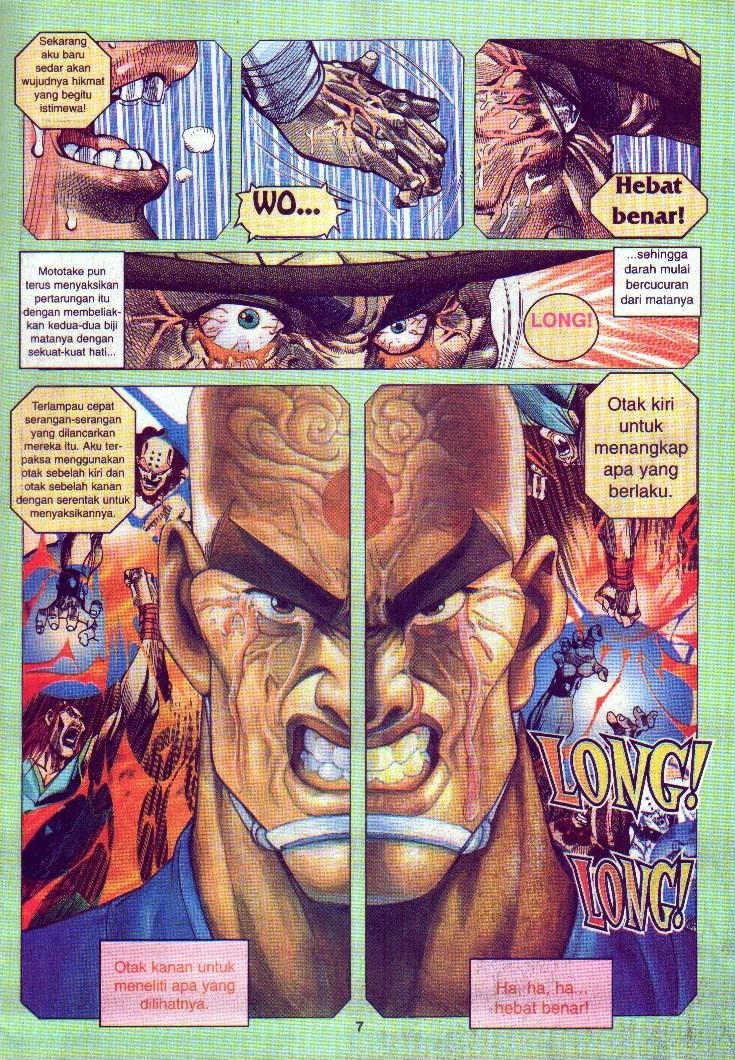 Sekarang
aku baru
sedar akan
wujudnya hikmat
yang begitu
istimewa!
WO...
Hebat
benar!
Mototake pun
terus menyaksikan
pertarungan itu
dengan membeliak-
kan kedua-dua biji
matanya dengan
sekuat-kuat hati...
...sehingga
darah mulai
bercucuran
dari matanya
LONG!
Terlampau cepat
serangan-serangan
yang dilancarkan
mereka itu. Aku ter-
paksa menggunakan
otak sebelah kiri dan
otak sebelah kanan
dengan serentak untuk
menyaksikannya.
Otak kiri
untuk
menangkap
apa yang
berlaku.
LONG!
LONG!
Otak kanan untuk
meneliti apa yang
dilihatnya.
Ha, ha, ha...
hebat benar!
7